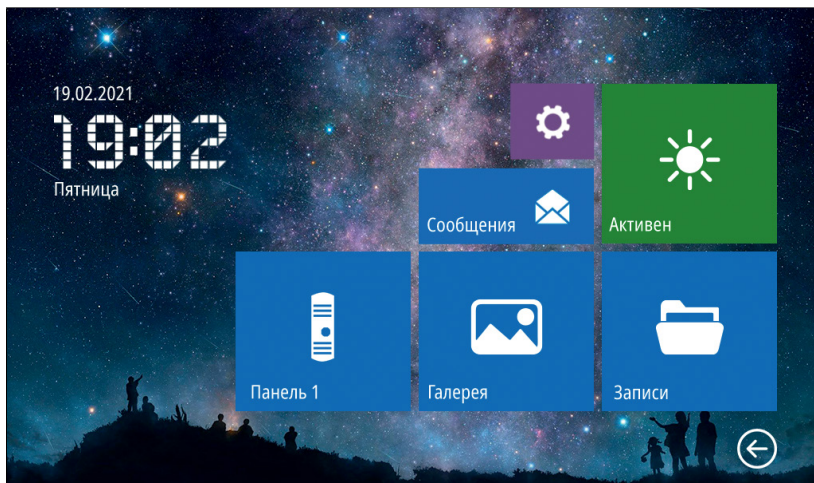 19.02.2021
19:02
Пятница
Сообщения
Активен
Панель 1
Галерея
Записи